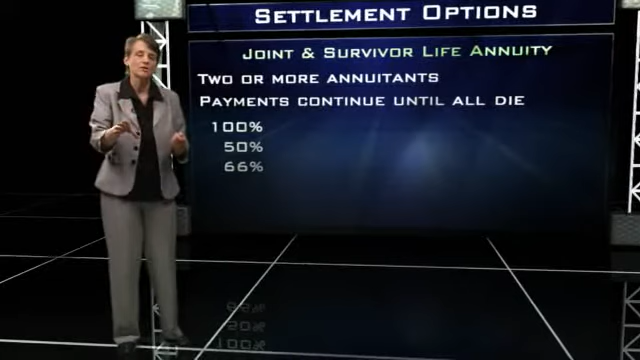 SETTLEMENT OPTIONS
JOINT & SURVIVOR LIFE ANNUITY
TWO OR MORE ANNUITANTS
PAYMENTS CONTINUE UNTIL ALL DIE
100%
50%
66%